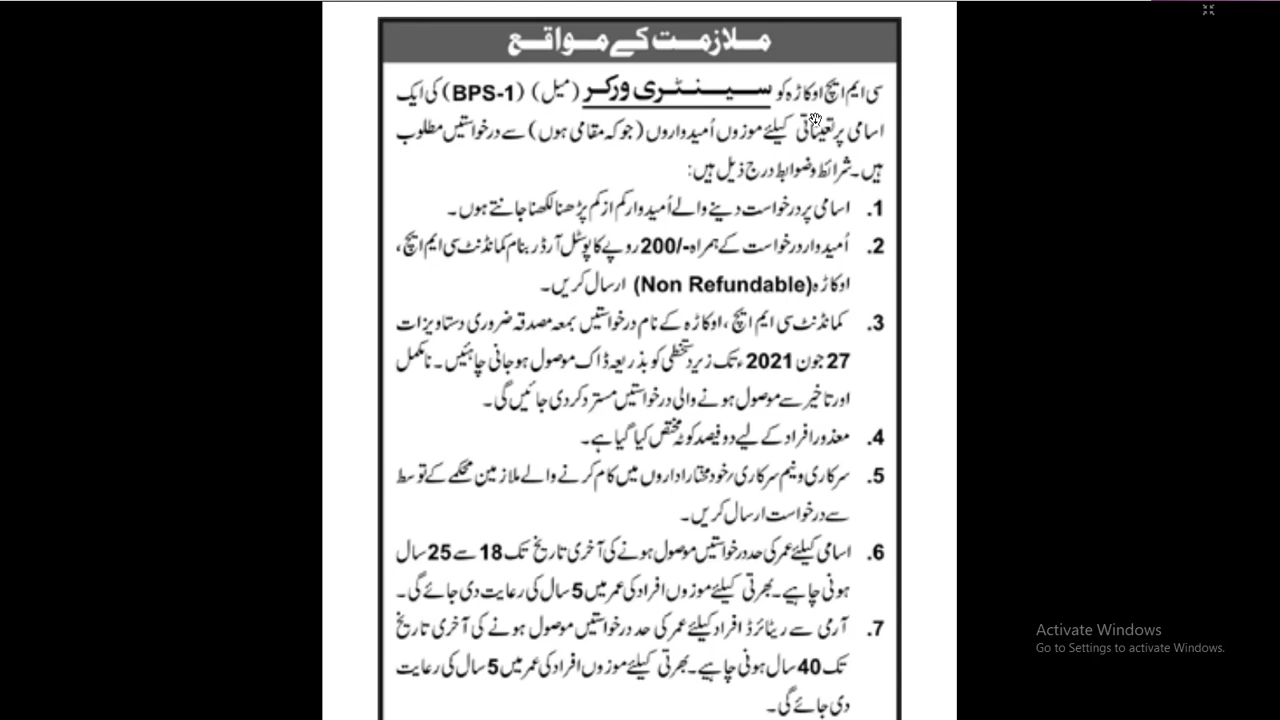 ملازمت کے مواقع
سی ایم ایچ اوکاڑہ کو سینٹری ورکر (میل) (BPS-1) کی ایک
اسامی پر تعیناتی کیلئے موزوں اُمیدواروں (جو کہ مقامی ہوں) سے درخواستیں مطلوب
ہیں۔ شرائط و ضوابط درج ذیل ہیں:
1. اسامی پر درخواست دینے والے اُمیدوار کم از کم پڑھنا لکھنا جانتے ہوں۔
2. اُمیدوار درخواست کے ہمراہ -/200 روپے کا پوسٹل آرڈر بنام کمانڈنٹ سی ایم ایچ،
اوکاڑہ (Non Refundable) ارسال کریں۔
3. کمانڈنٹ سی ایم ایچ، اوکاڑہ کے نام درخواستیں بمعہ مصدقہ ضروری دستاویزات
27 جون 2021ء تک زیر دستخطی کو بذریعہ ڈاک موصول ہو جانی چاہئیں۔ نامکمل
اور تاخیر سے موصول ہونے والی درخواستیں مسترد کر دی جائیں گی۔
4. معذور افراد کے لیے دو فیصد کوٹہ مختص کیا گیا ہے۔
5. سرکاری و نیم سرکاری/خود مختار اداروں میں کام کرنے والے ملازمین محکمے کے توسط
سے درخواست ارسال کریں۔
6. اسامی کیلئے عمر کی حد درخواستیں موصول ہونے کی آخری تاریخ تک 18 سے 25 سال
ہونی چاہیے۔ بھرتی کیلئے موزوں افراد کی عمر میں 5 سال کی رعایت دی جائے گی۔
7. آرمی سے ریٹائرڈ افراد کیلئے عمر کی حد درخواستیں موصول ہونے کی آخری تاریخ
تک 40 سال ہونی چاہیے۔ بھرتی کیلئے موزوں افراد کی عمر میں 5 سال کی رعایت
دی جائے گی۔
Activate Windows
Go to Settings to activate Windows.